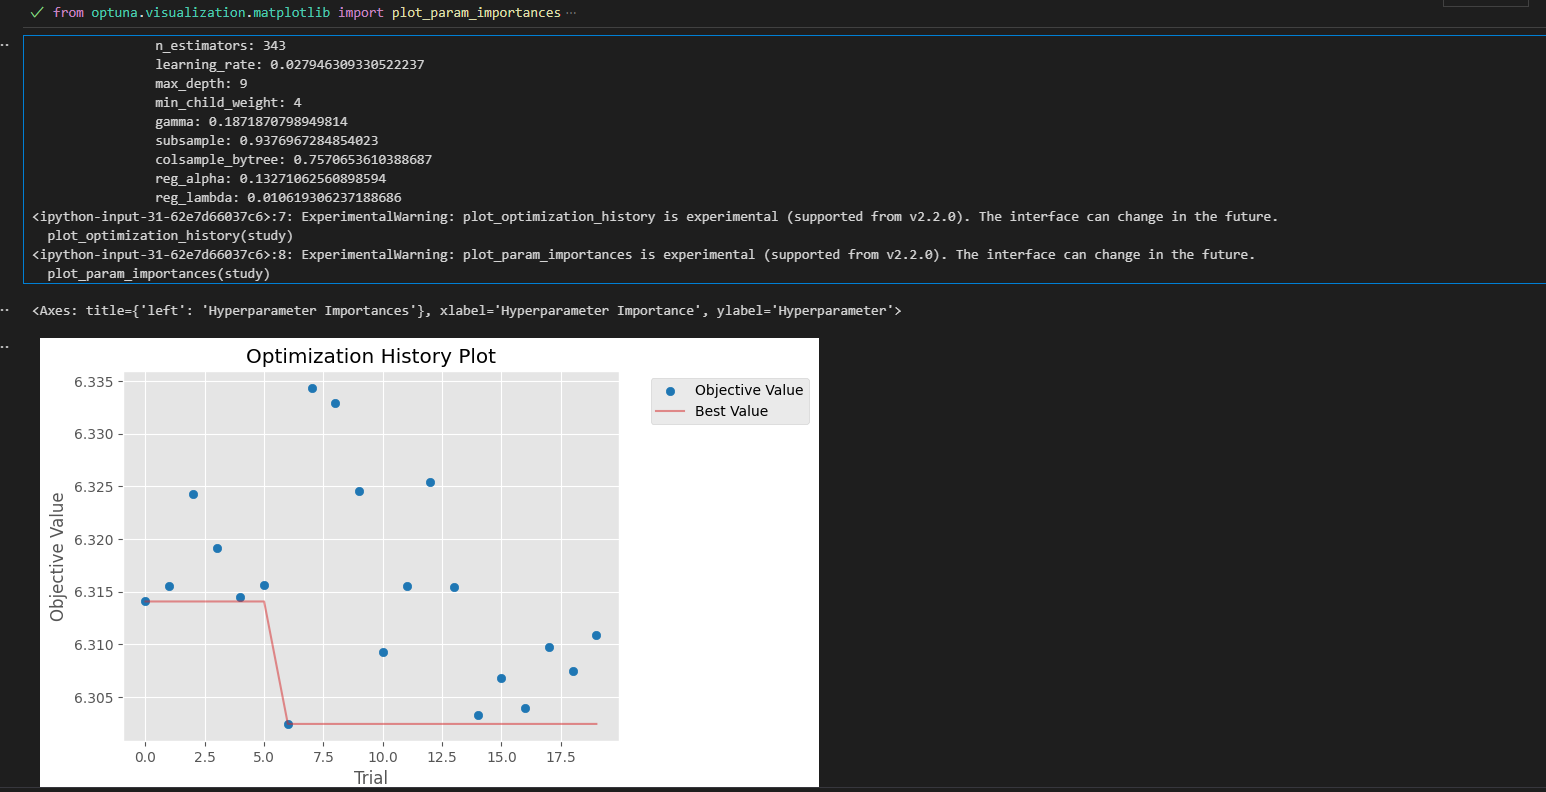 from optuna.visualization.matplotlib import plot_param_importances ...
n_estimators: 343
learning_rate: 0.027946309330522237
max_depth: 9
min_child_weight: 4
gamma: 0.1871870798949814
subsample: 0.9376967284854023
colsample_bytree: 0.7570653610388687
reg_alpha: 0.13271062560898594
reg_lambda: 0.010619306237188686
<ipython-input-31-62e7d66037c6>:7: ExperimentalWarning: plot_optimization_history is experimental (supported from v2.2.0). The interface can change in the future.
plot_optimization_history(study)
<ipython-input-31-62e7d66037c6>:8: ExperimentalWarning: plot_param_importances is experimental (supported from v2.2.0). The interface can change in the future.
plot_param_importances(study)
<Axes: title={'left': 'Hyperparameter Importances'}, xlabel='Hyperparameter Importance', ylabel='Hyperparameter'>
Optimization History Plot
Objective Value
Best Value
6.335
6.330
6.325
6.320
6.315
6.310
6.305
Objective Value
0.0 2.5 5.0 7.5 10.0 12.5 15.0 17.5
Trial